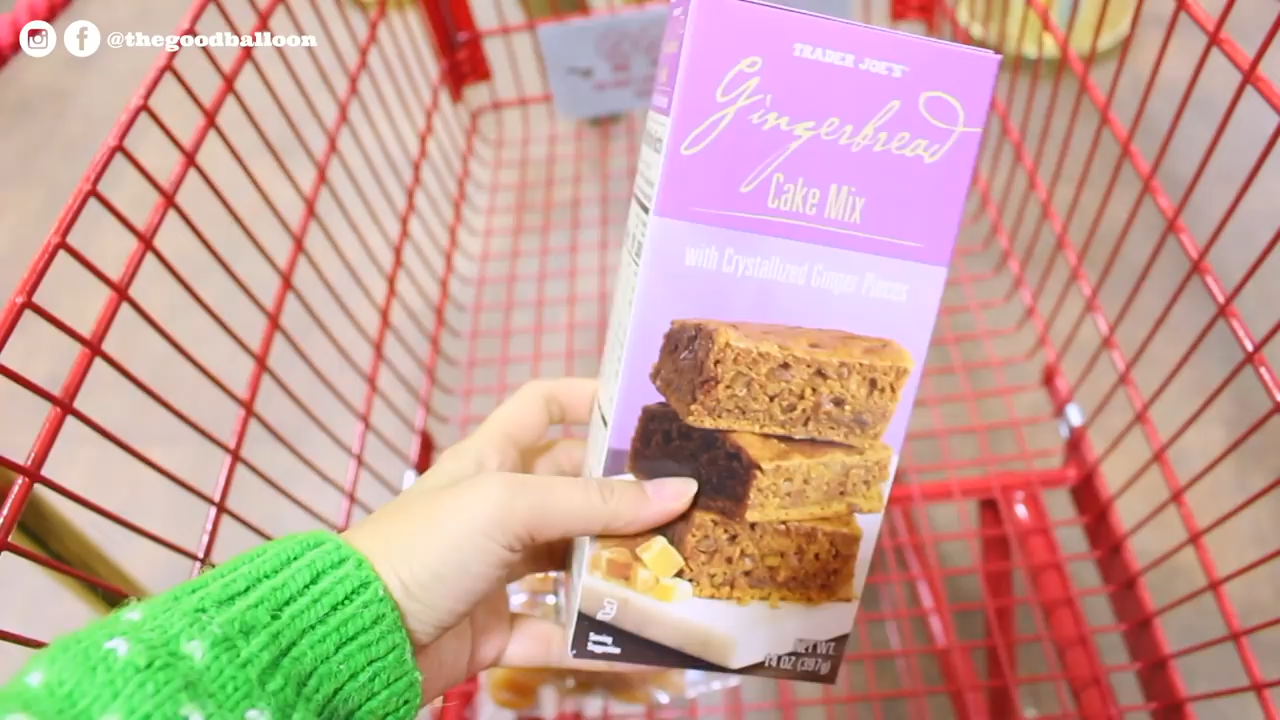 @thegoodballoon
TRADER JOE'S
Gingerbread
Cake Mix
with Crystallized Ginger Pieces
Serving
Suggestion
NET WT.
14 OZ (397g)